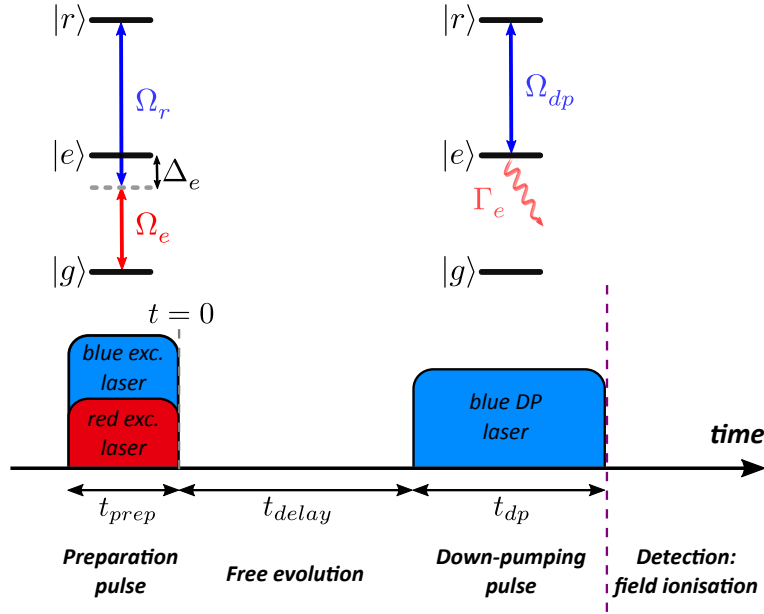 |r⟩
|r⟩
Ω_r
Ω_dp
|e⟩
|e⟩
Δ_e
Ω_e
Γ_e
|g⟩
|g⟩
t = 0
blue exc.
laser
red exc.
laser
blue DP
laser
time
t_prep
t_delay
t_dp
Preparation
pulse
Free evolution
Down-pumping
pulse
Detection:
field ionisation